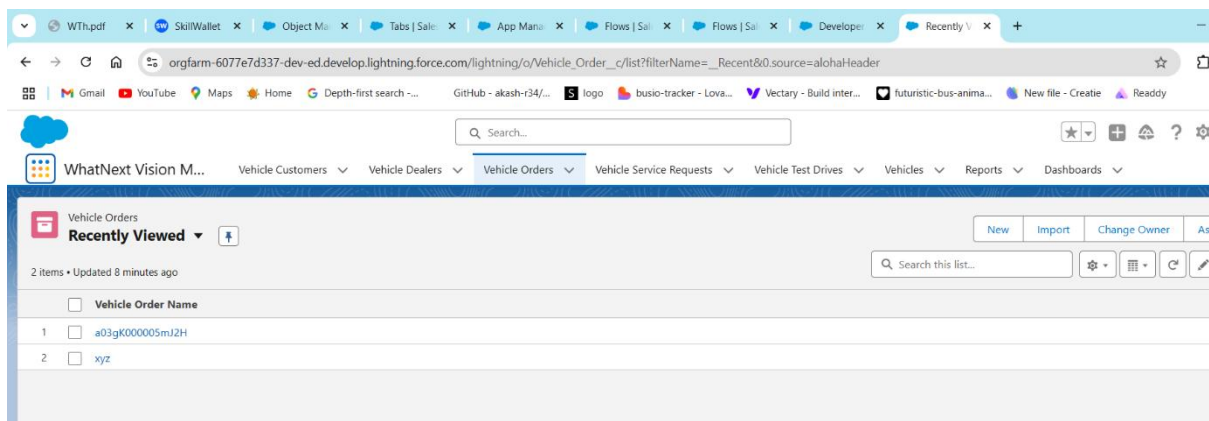 WTh.pdf SkillWallet Object Ma Tabs | Sale App Mana Flows | Sal Flows | Sal Developer Recently V
orgfarm-6077e7d337-dev-ed.develop.lightning.force.com/lightning/o/Vehicle_Order__c/list?filterName=__Recent&0.source=alohaHeader
Gmail YouTube Maps Home Depth-first search -... GitHub - akash-r34/... S logo busio-tracker - Lova... Vectary - Build inter... futuristic-bus-anima... New file - Creatie Readdy
Search...
WhatNext Vision M... Vehicle Customers Vehicle Dealers Vehicle Orders Vehicle Service Requests Vehicle Test Drives Vehicles Reports Dashboards
Vehicle Orders
Recently Viewed
New Import Change Owner As
2 items • Updated 8 minutes ago
Search this list...
Vehicle Order Name
1 a03gK000005mJ2H
2 xyz